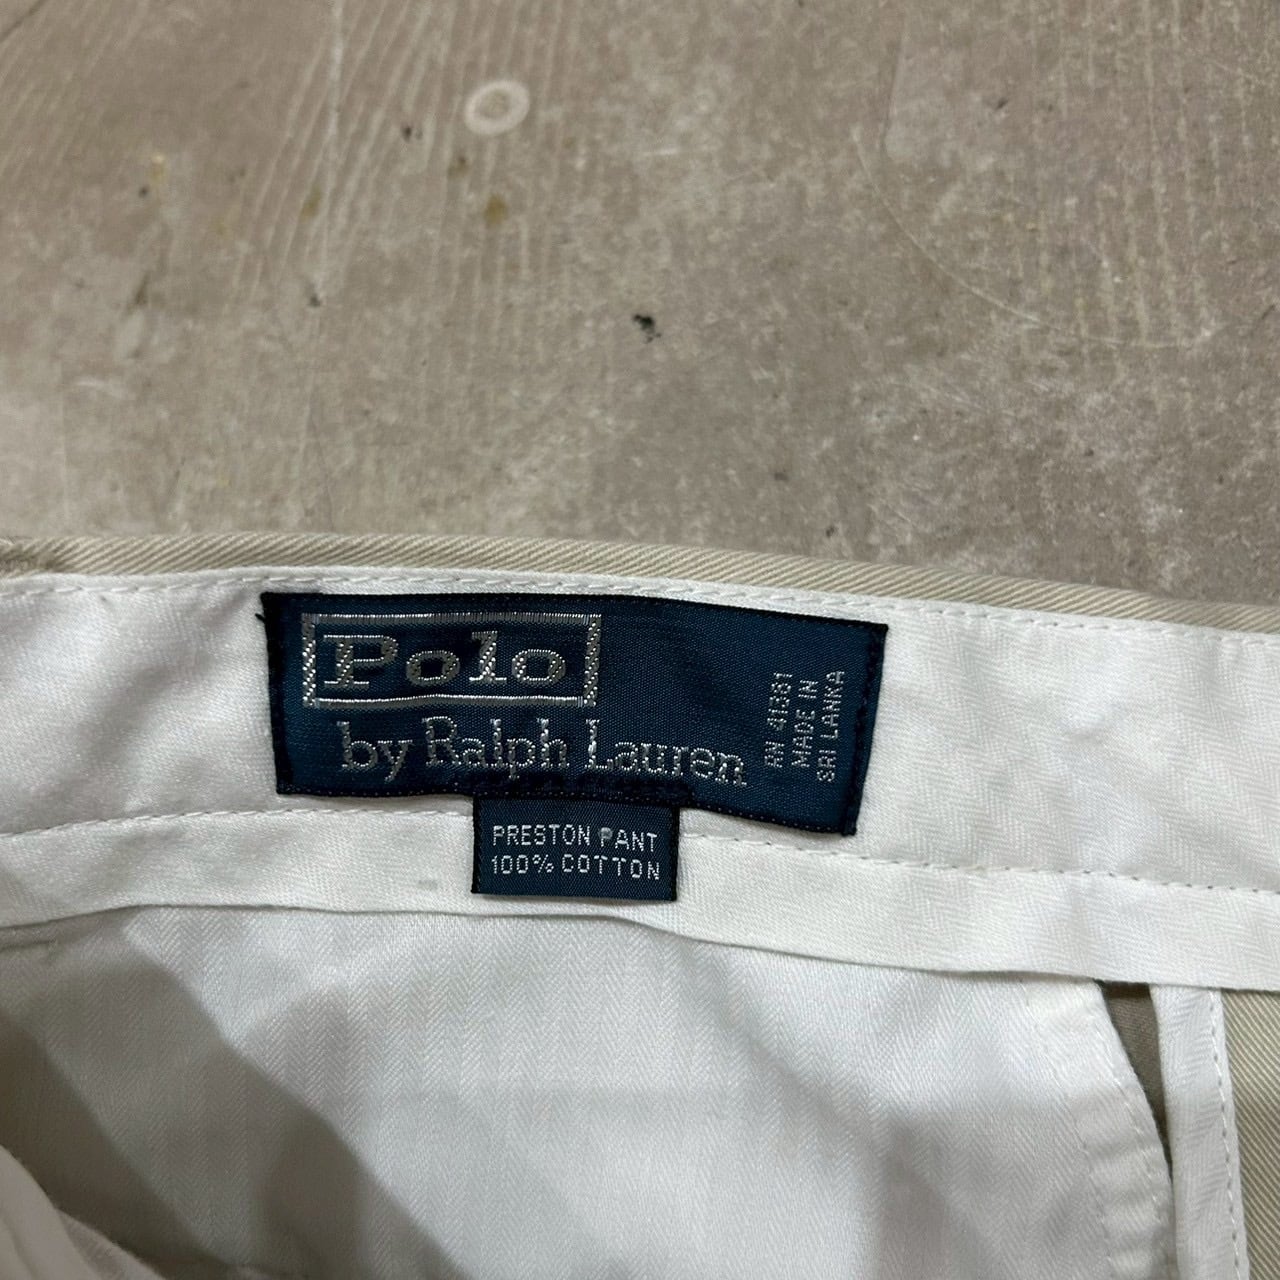 Polo
by Ralph Lauren
RN 41381
MADE IN
SRI LANKA
PRESTON PANT
100% COTTON